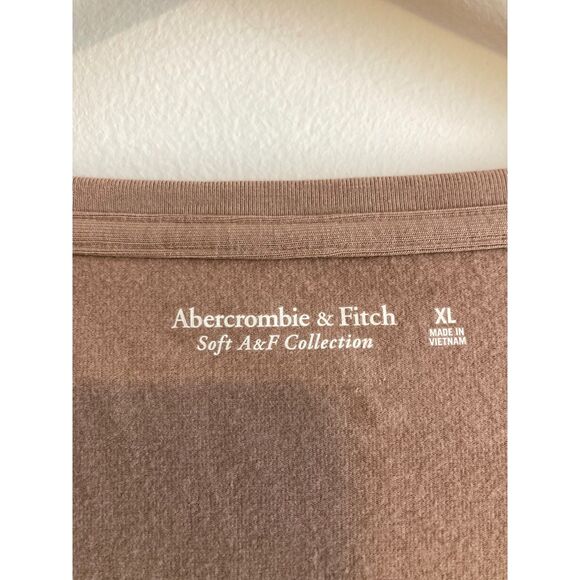 Abercrombie & Fitch
Soft A&F Collection
XL
MADE IN
VIETNAM